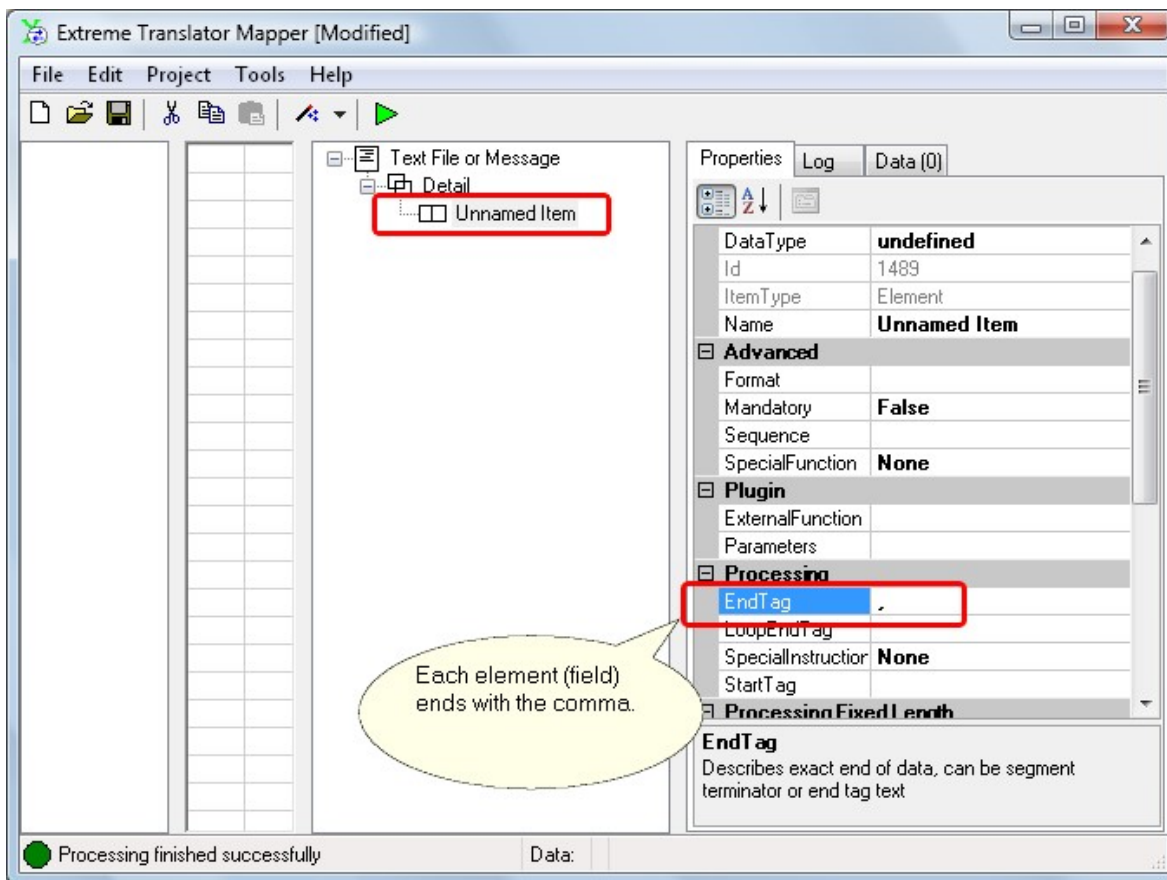 Extreme Translator Mapper [Modified]
File Edit Project Tools Help
Text File or Message
Detail
Unnamed Item
Properties Log Data (0)
DataType undefined
Id 1489
ItemType Element
Name Unnamed Item
Advanced
Format
Mandatory False
Sequence
SpecialFunction None
Plugin
ExternalFunction
Parameters
Processing
EndTag ,
LoopEndTag
SpecialInstruction None
StartTag
Processing Fixed Length
Each element (field)
ends with the comma.
EndTag
Describes exact end of data, can be segment
terminator or end tag text
Processing finished successfully Data: